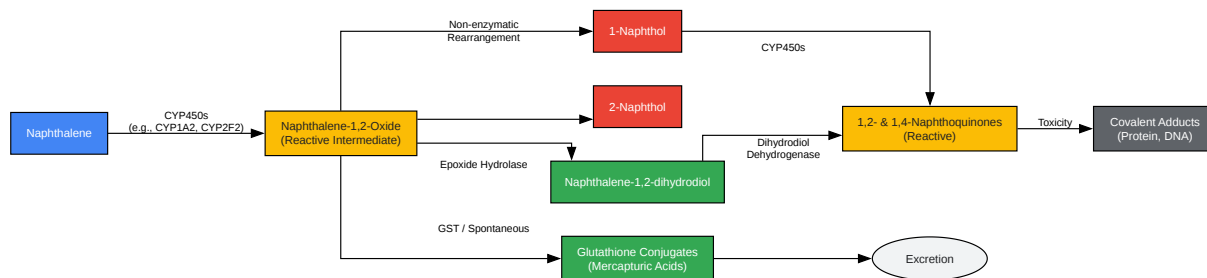 Non-enzymatic
Rearrangement
1-Naphthol
CYP450s
Naphthalene
CYP450s
(e.g., CYP1A2, CYP2F2)
Naphthalene-1,2-Oxide
(Reactive Intermediate)
2-Naphthol
1,2- & 1,4-Naphthoquinones
(Reactive)
Toxicity
Covalent Adducts
(Protein, DNA)
Epoxide Hydrolase
Naphthalene-1,2-dihydrodiol
Dihydrodiol
Dehydrogenase
GST / Spontaneous
Glutathione Conjugates
(Mercapturic Acids)
Excretion